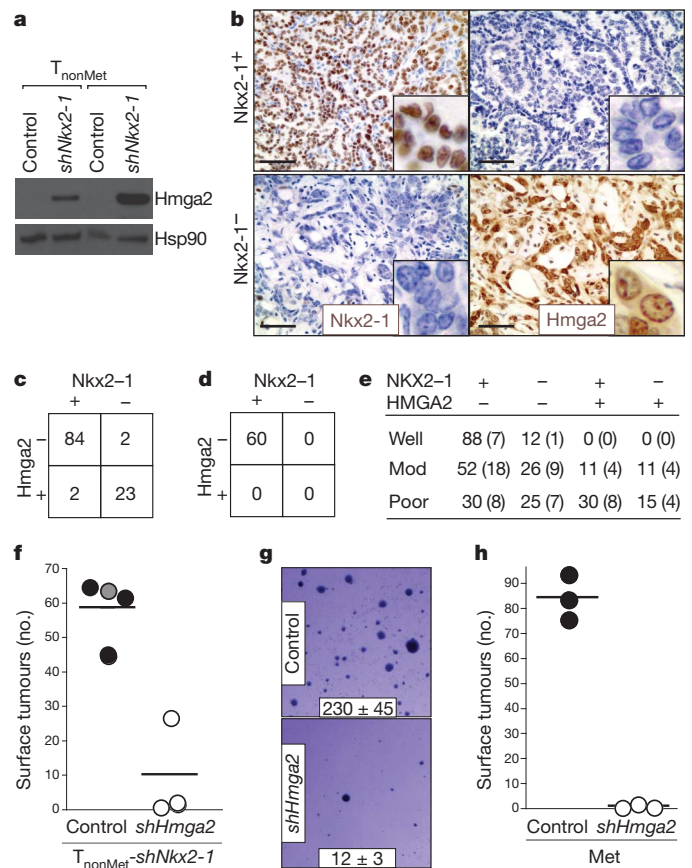 a
T_nonMet
Control
shNkx2-1
Control
shNkx2-1
Hmga2
Hsp90
b
Nkx2-1+
Nkx2-1−
Nkx2-1
Hmga2
c
Nkx2–1
+ −
Hmga2
− 84 2
+ 2 23
d
Nkx2–1
+ −
Hmga2
− 60 0
+ 0 0
e
NKX2–1 + − + −
HMGA2 − − + +
Well 88 (7) 12 (1) 0 (0) 0 (0)
Mod 52 (18) 26 (9) 11 (4) 11 (4)
Poor 30 (8) 25 (7) 30 (8) 15 (4)
f
Surface tumours (no.)
70
60
50
40
30
20
10
0
Control shHmga2
T_nonMet-shNkx2-1
g
Control
230 ± 45
shHmga2
12 ± 3
h
Surface tumours (no.)
90
80
70
60
50
40
30
20
10
0
Control shHmga2
Met